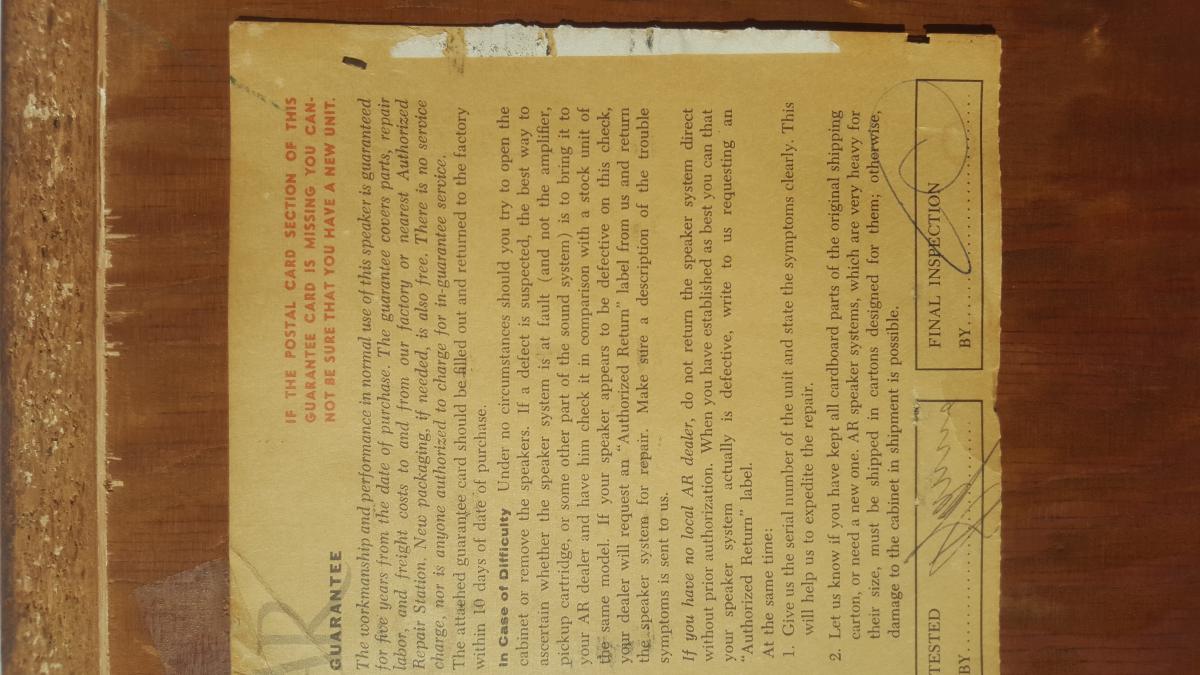 AR
IF THE POSTAL CARD SECTION OF THIS
GUARANTEE CARD IS MISSING YOU CAN-
NOT BE SURE THAT YOU HAVE A NEW UNIT.
GUARANTEE
The workmanship and performance in normal use of this speaker is guaranteed
for five years from the date of purchase. The guarantee covers parts, repair
labor, and freight costs to and from our factory or nearest Authorized
Repair Station. New packaging, if needed, is also free. There is no service
charge, nor is anyone authorized to charge for in-guarantee service.
The attached guarantee card should be filled out and returned to the factory
within 10 days of date of purchase.
In Case of Difficulty Under no circumstances should you try to open the
cabinet or remove the speakers. If a defect is suspected, the best way to
ascertain whether the speaker system is at fault (and not the amplifier,
pickup cartridge, or some other part of the sound system) is to bring it to
your AR dealer and have him check it in comparison with a stock unit of
the same model. If your speaker appears to be defective on this check,
your dealer will request an "Authorized Return" label from us and return
the speaker system for repair. Make sure a description of the trouble
symptoms is sent to us.
If you have no local AR dealer, do not return the speaker system direct
without prior authorization. When you have established as best you can that
your speaker system actually is defective, write to us requesting an
"Authorized Return" label.
At the same time:
1. Give us the serial number of the unit and state the symptoms clearly. This
will help us to expedite the repair.
2. Let us know if you have kept all cardboard parts of the original shipping
carton, or need a new one. AR speaker systems, which are very heavy for
their size, must be shipped in cartons designed for them; otherwise,
damage to the cabinet in shipment is possible.
TESTED
BY
FINAL INSPECTION
BY